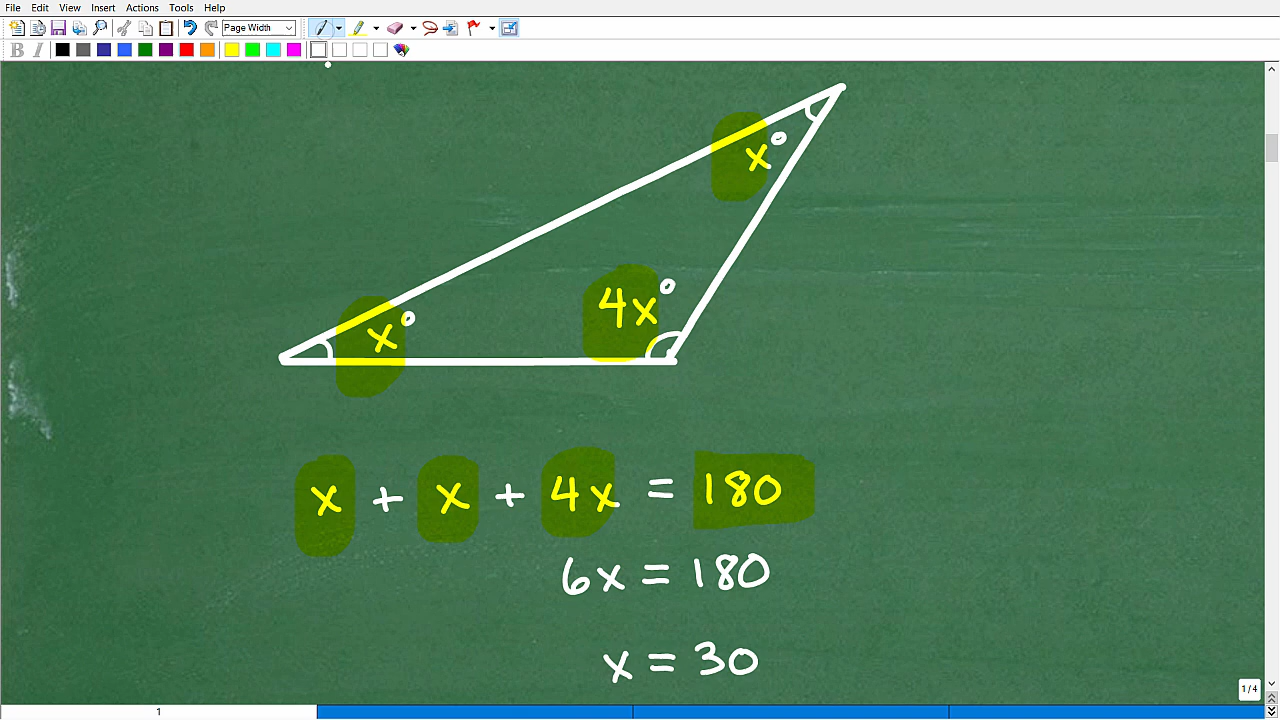 File Edit View Insert Actions Tools Help
Page Width
B I
x°
x°
4x°
x + x + 4x = 180
6x = 180
x = 30
1/4
1